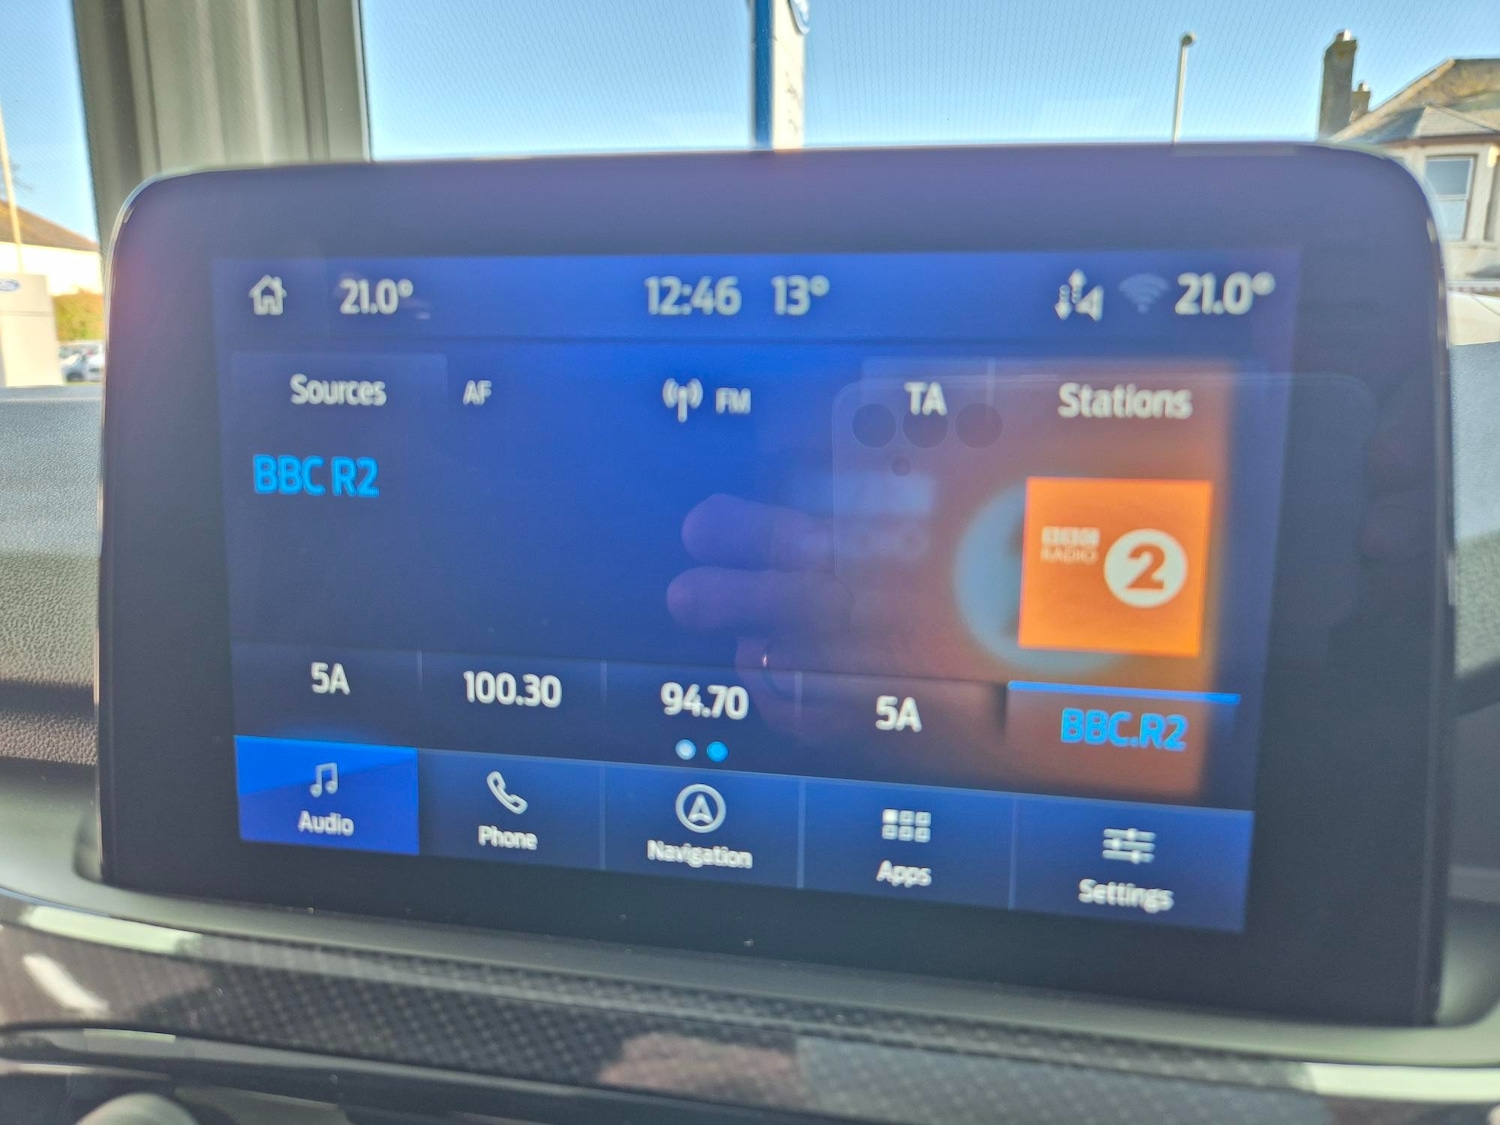 21.0° 12:46 13° 21.0°
Sources AF FM TA Stations
BBC R2
BBC RADIO 2
5A 100.30 94.70 5A BBC.R2
Audio Phone Navigation Apps Settings